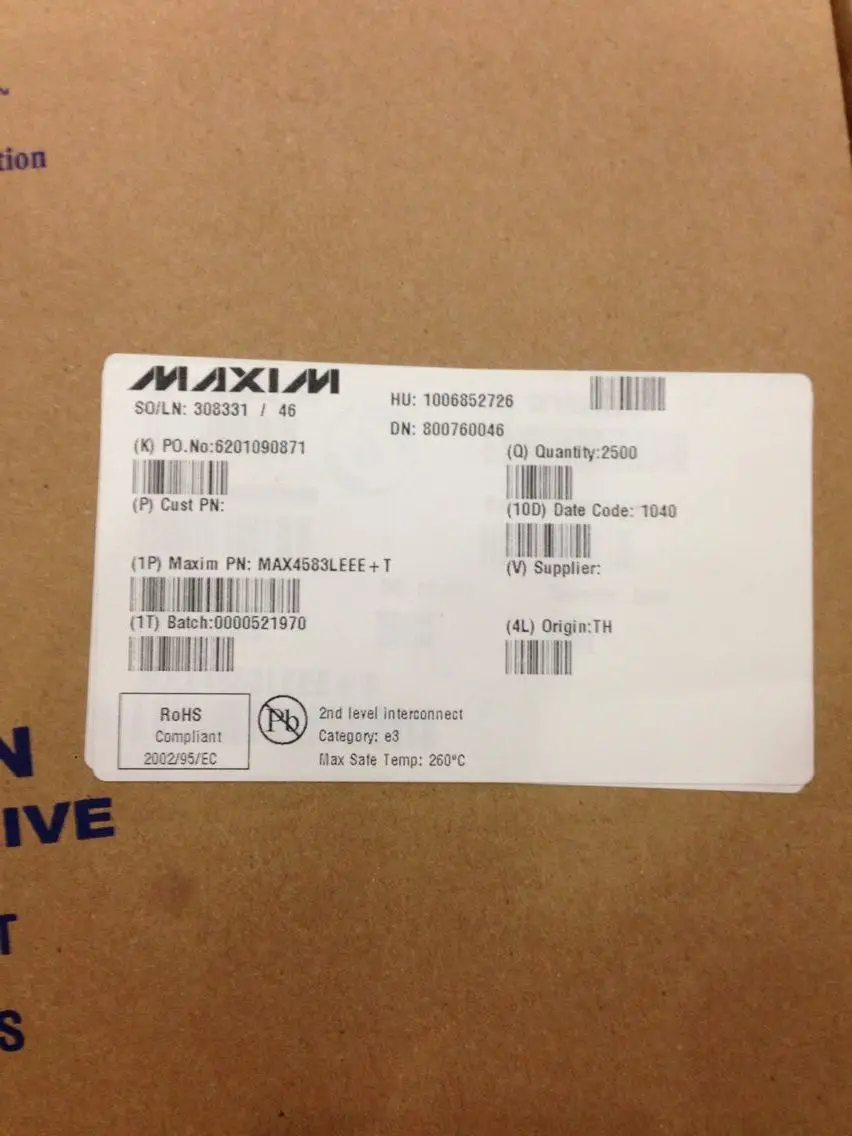 tion
MAXIM
SO/LN: 308331 / 46
HU: 1006852726
DN: 800760046
(K) PO.No:6201090871
(Q) Quantity:2500
(P) Cust PN:
(10D) Date Code: 1040
(1P) Maxim PN: MAX4583LEEE+T
(V) Supplier:
(1T) Batch:0000521970
(4L) Origin:TH
RoHS
Compliant
2002/95/EC
Pb
2nd level interconnect
Category: e3
Max Safe Temp: 260ºC
N
IVE
T
S